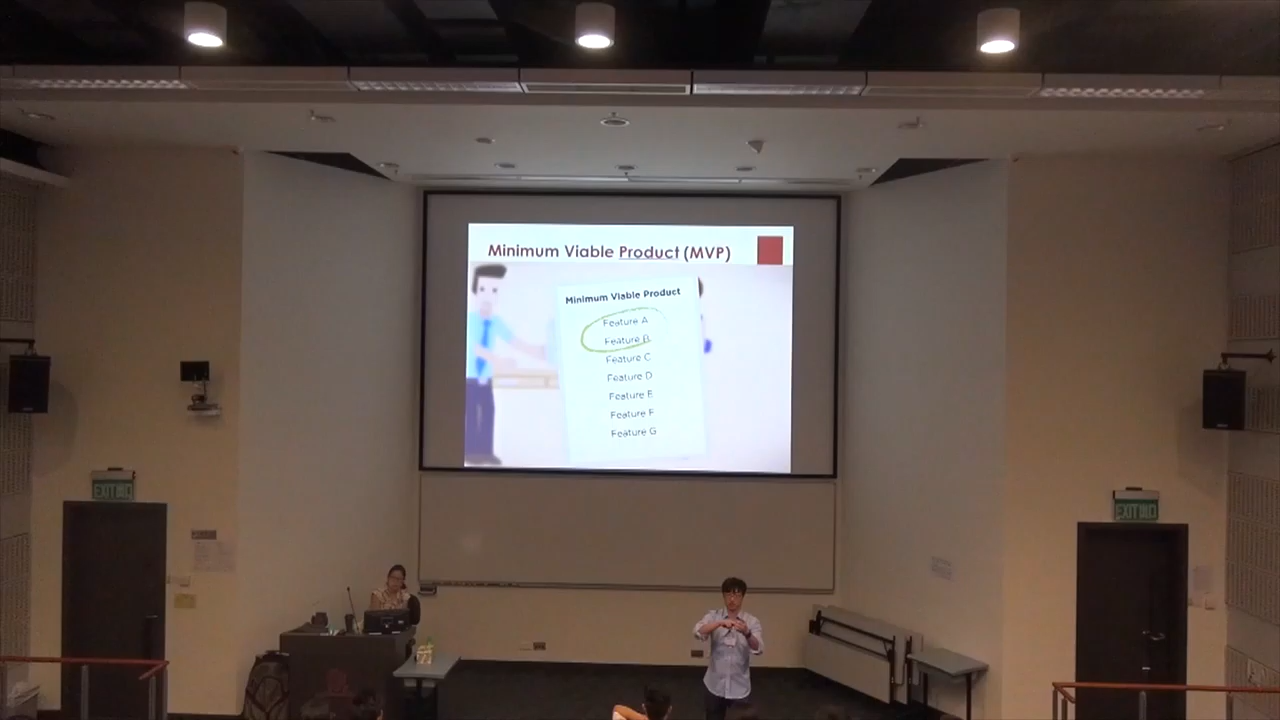 Minimum Viable Product (MVP)
Minimum Viable Product
Feature A
Feature B
Feature C
Feature D
Feature E
Feature F
Feature G
EXIT
EXIT